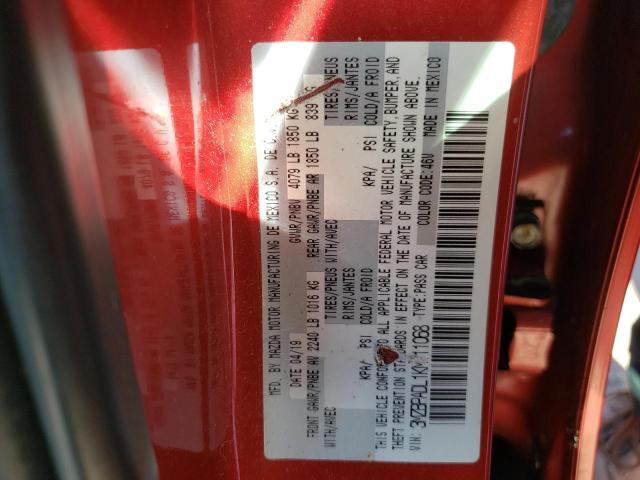 MFD. BY MAZDA MOTOR MANUFACTURING DE MEXICO S.A. DE
DATE 04/19 GVWR/PNBV 4079 LB 1850 KG
FRONT GAWR/PNBE AV 2240 LB 1016 KG REAR GAWR/PNBE AR 1850 LB 839
WITH/AVEC TIRES/PNEUS WITH/AVEC TIRES/PNEUS
RIMS/JANTES RIMS/JANTES
KPA/ PSI COLD/A FROID KPA/ PSI COLD/A FROID
THIS VEHICLE TO ALL APPLICABLE FEDERAL MOTOR VEHICLE SAFETY, BUMPER, AND
THEFT PREVENTION IN EFFECT ON THE DATE OF MANUFACTURE SHOWN ABOVE.
VIN: TYPE:PASS CAR COLOR CODE:46V MADE IN MEXICO